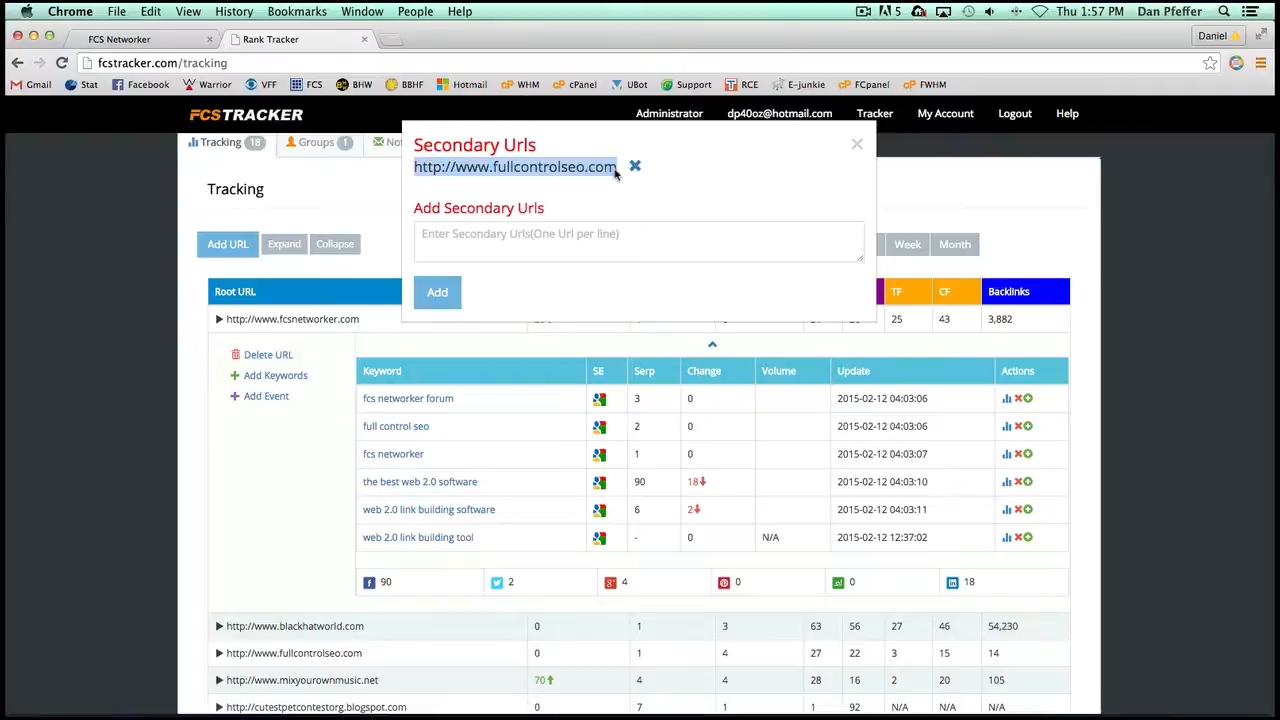 Chrome File Edit View History Bookmarks Window People Help 5 Thu 1:57 PM Dan Pfeffer
FCS Networker Rank Tracker Daniel
fcstracker.com/tracking
Gmail Stat Facebook Warrior VFF FCS BHW BBHF Hotmail WHM cPanel UBot Support RCE E-junkie FCpanel FWHM
FCSTRACKER Administrator dp40oz@hotmail.com Tracker My Account Logout Help
Tracking 18 Groups 1
Secondary Urls
http://www.fullcontrolseo.com
Tracking
Add Secondary Urls
Enter Secondary Urls(One Url per line)
Add URL Expand Collapse Week Month
Add
Root URL TF CF Backlinks
http://www.fcsnetworker.com 25 43 3,882
Delete URL
Add Keywords
Add Event
Keyword SE Serp Change Volume Update Actions
fcs networker forum 3 0 2015-02-12 04:03:06
full control seo 2 0 2015-02-12 04:03:06
fcs networker 1 0 2015-02-12 04:03:07
the best web 2.0 software 90 18 2015-02-12 04:03:10
web 2.0 link building software 6 2 2015-02-12 04:03:11
web 2.0 link building tool - 0 N/A 2015-02-12 12:37:02
90 2 4 0 0 18
http://www.blackhatworld.com 0 1 3 63 56 27 46 54,230
http://www.fullcontrolseo.com 0 1 4 27 22 3 15 14
http://www.mixyourownmusic.net 70 4 4 28 16 2 20 105
http://cutestpetcontestorg.blogspot.com 0 7 1 1 92 N/A N/A N/A